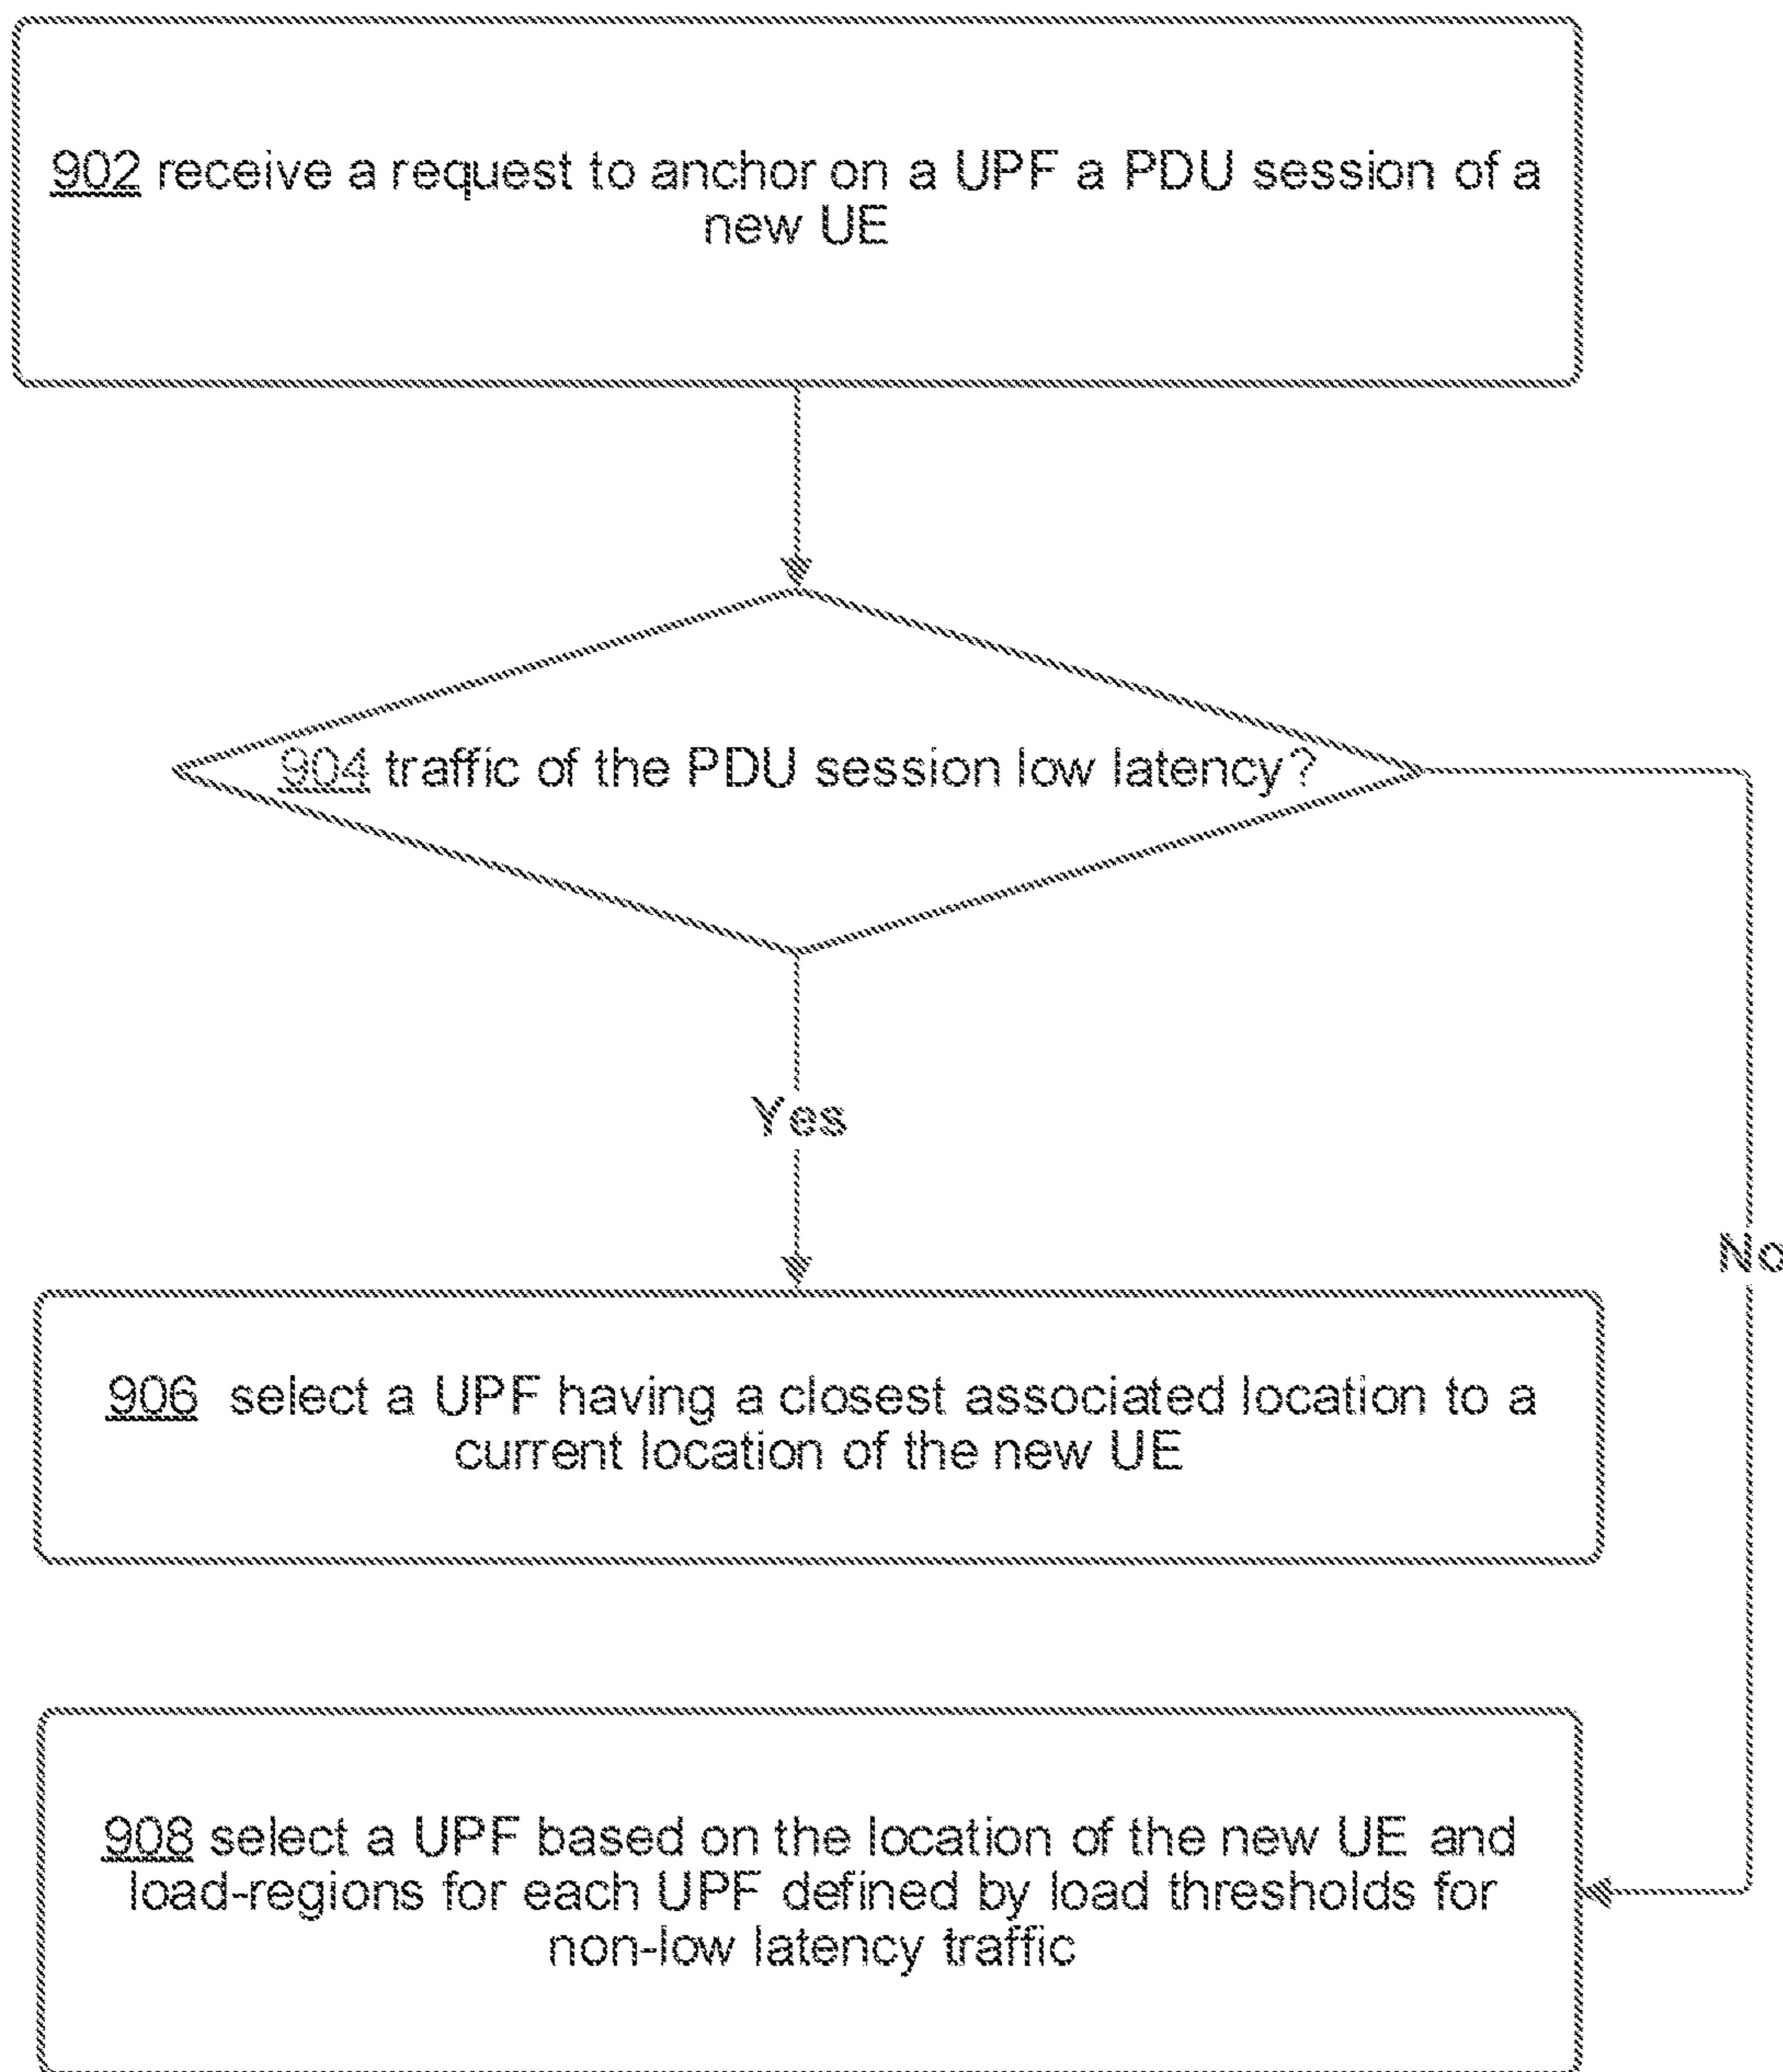 902 receive a request to anchor on a UPF a PDU session of a
new UE
904 traffic of the PDU session low latency?
Yes
No
906 select a UPF having a closest associated location to a
current location of the new UE
908 select a UPF based on the location of the new UE and
load-regions for each UPF defined by load thresholds for
non-low latency traffic